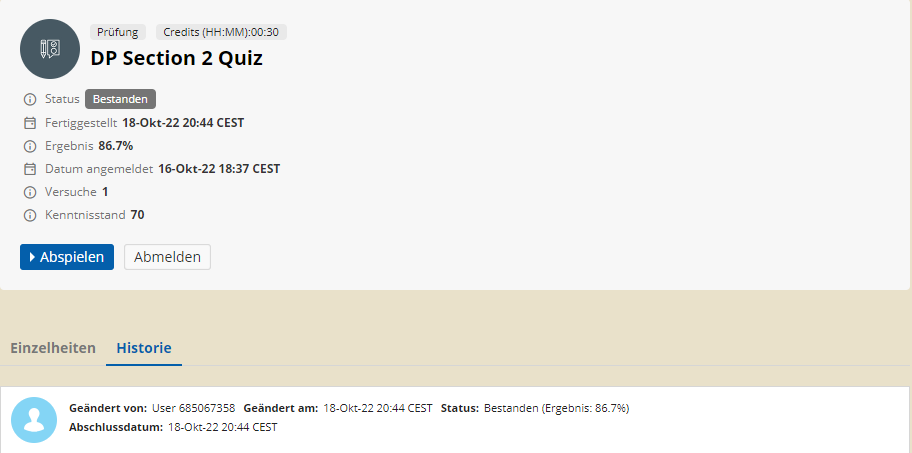 Prüfung Credits (HH:MM):00:30
DP Section 2 Quiz
Status Bestanden
Fertiggestellt 18-Okt-22 20:44 CEST
Ergebnis 86.7%
Datum angemeldet 16-Okt-22 18:37 CEST
Versuche 1
Kenntnisstand 70
Abspielen Abmelden
Einzelheiten Historie
Geändert von: User 685067358 Geändert am: 18-Okt-22 20:44 CEST Status: Bestanden (Ergebnis: 86.7%)
Abschlussdatum: 18-Okt-22 20:44 CEST